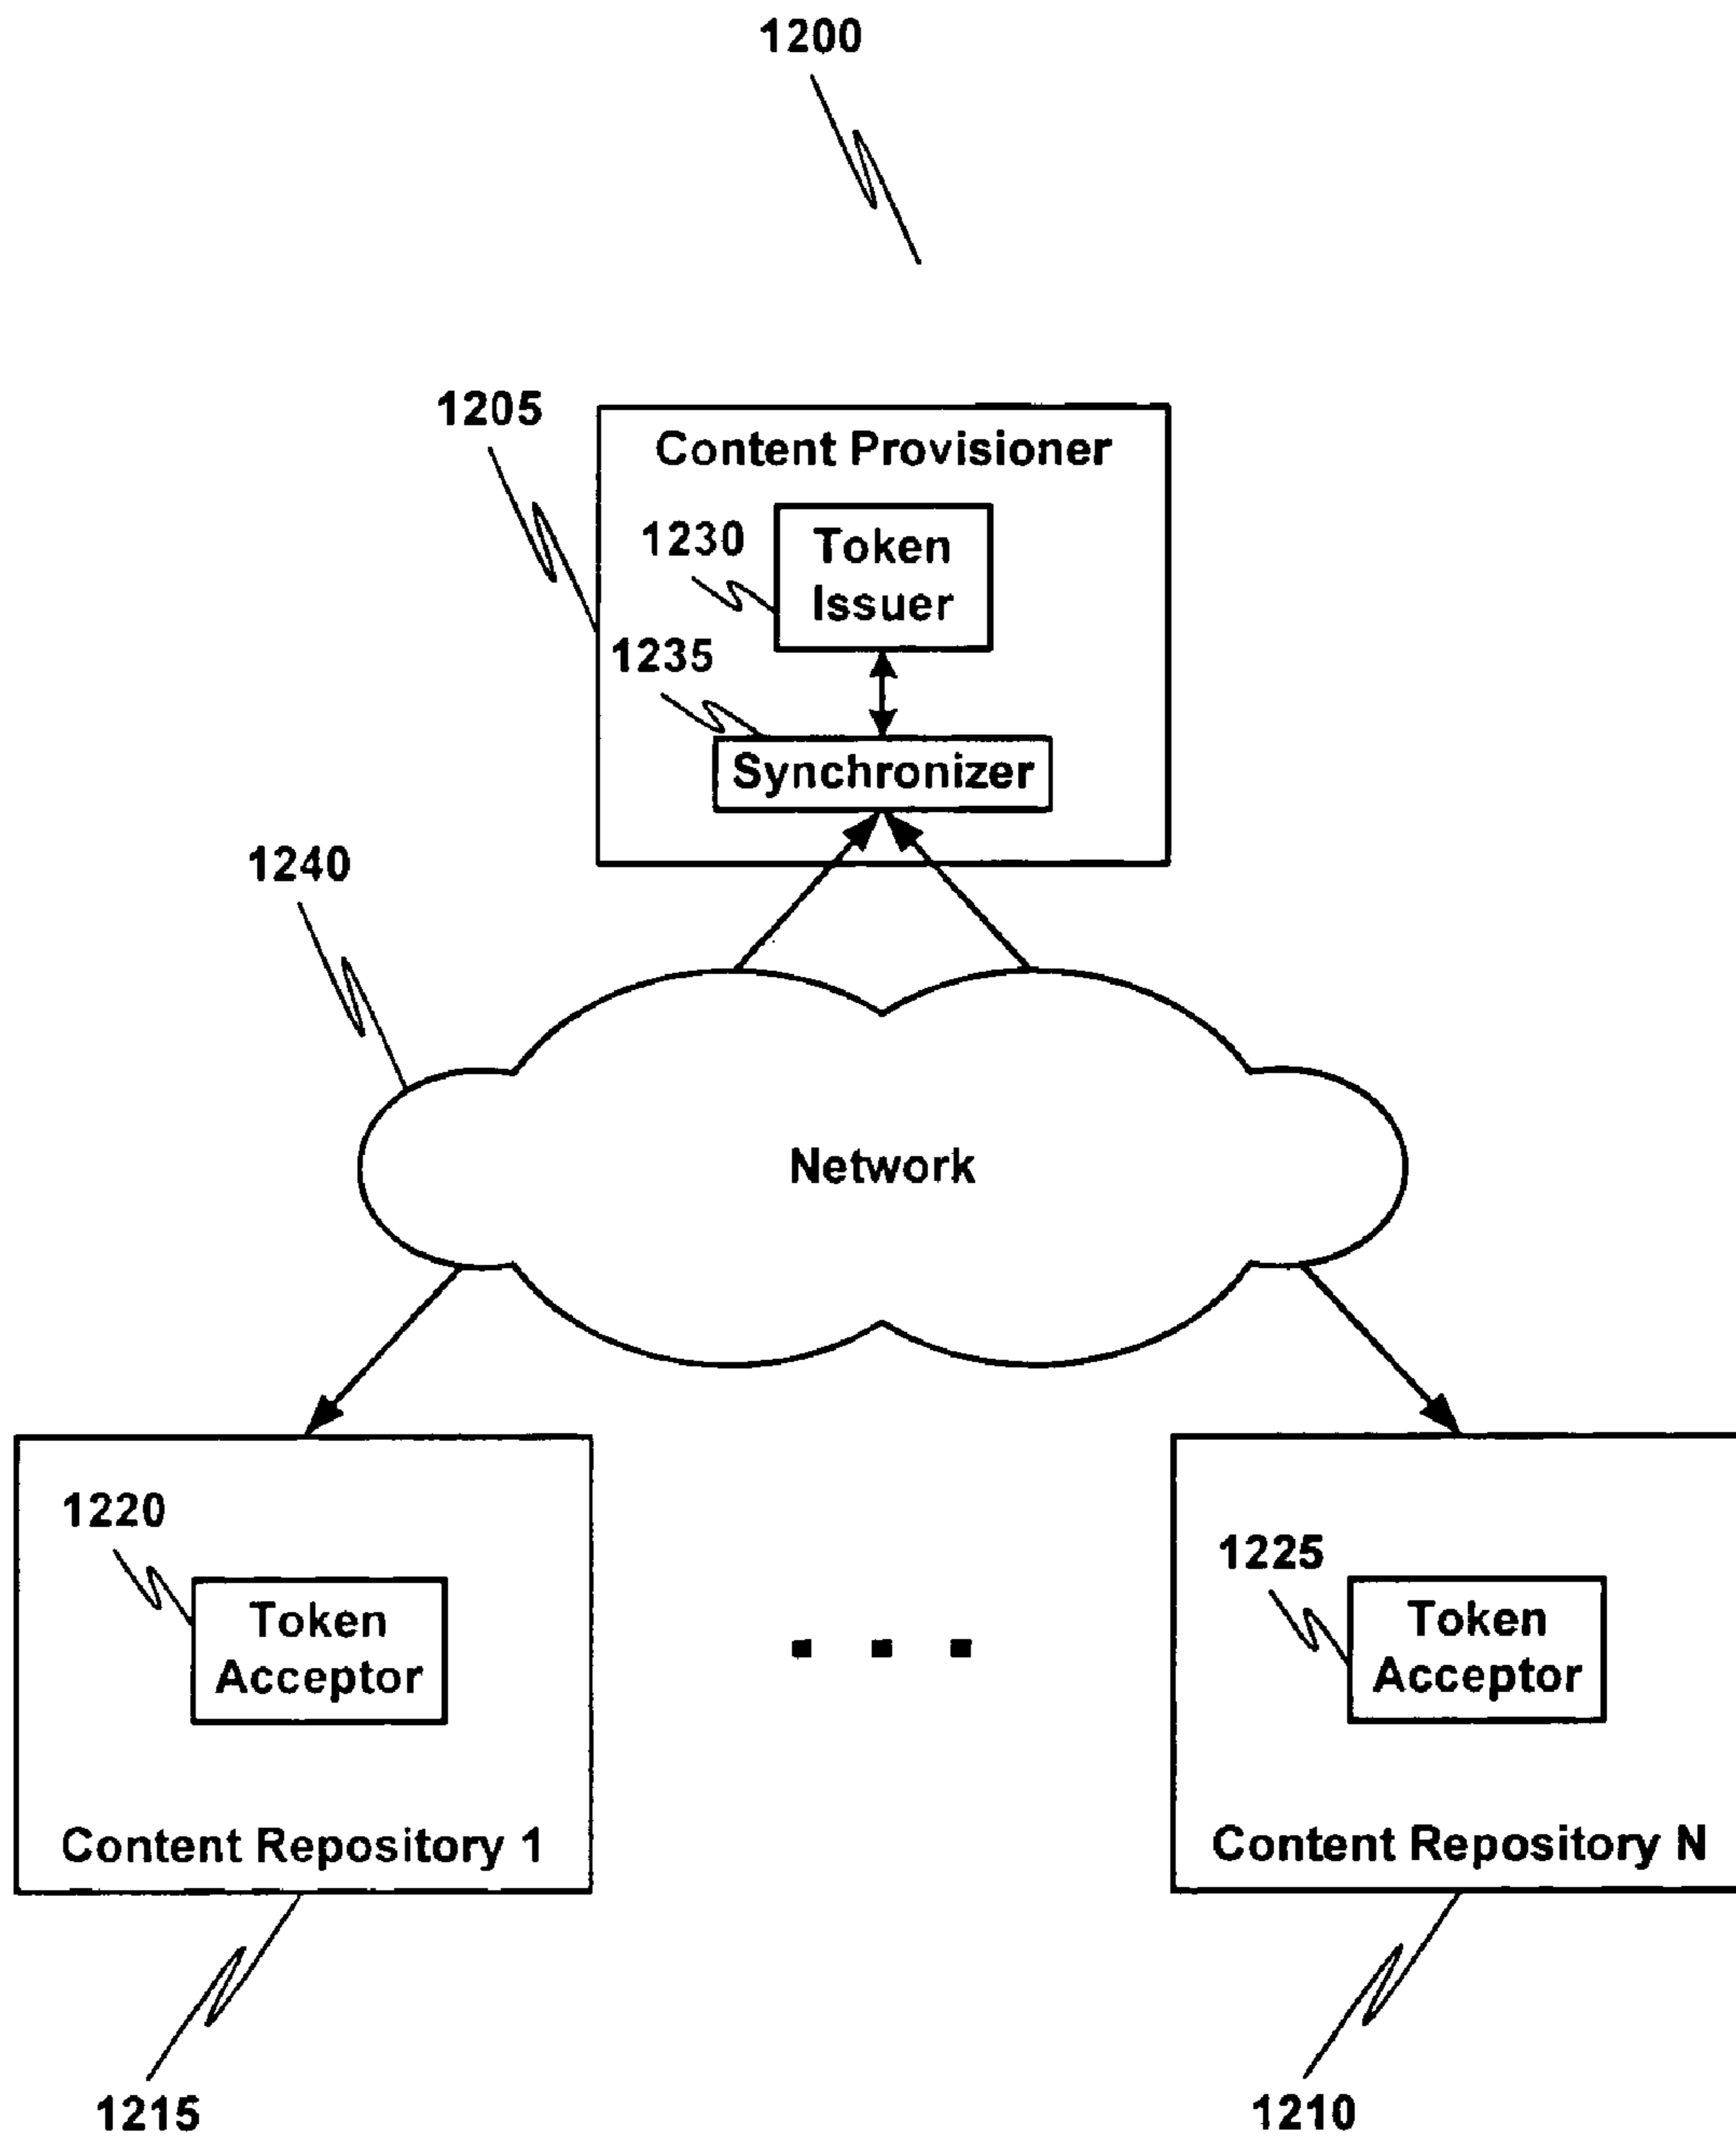 1200
1205
Content Provisioner
1230
Token
Issuer
1235
Synchronizer
1240
Network
1220
Token
Acceptor
Content Repository 1
1225
Token
Acceptor
Content Repository N
1215
1210